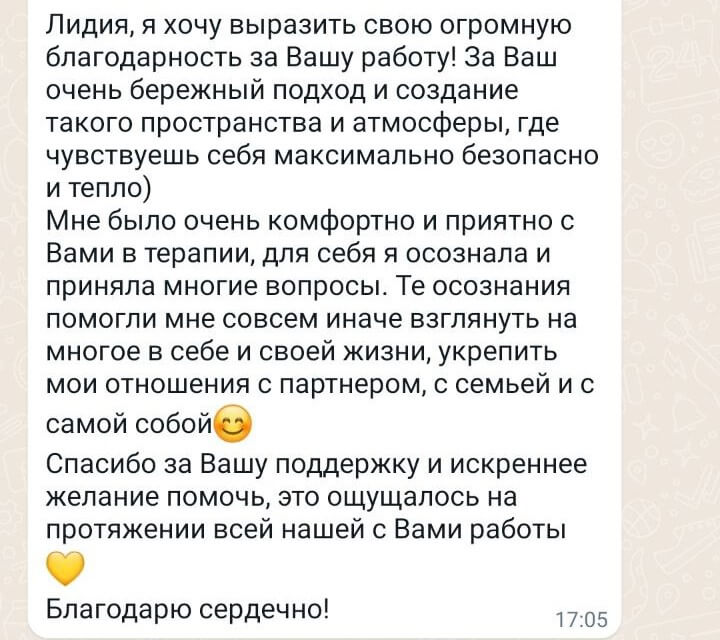 Лидия, я хочу выразить свою огромную
благодарность за Вашу работу! За Ваш
очень бережный подход и создание
такого пространства и атмосферы, где
чувствуешь себя максимально безопасно
и тепло)
Мне было очень комфортно и приятно с
Вами в терапии, для себя я осознала и
приняла многие вопросы. Те осознания
помогли мне совсем иначе взглянуть на
многое в себе и своей жизни, укрепить
мои отношения с партнером, с семьей и с
самой собой😊
Спасибо за Вашу поддержку и искреннее
желание помочь, это ощущалось на
протяжении всей нашей с Вами работы
💛
Благодарю сердечно!
17:05